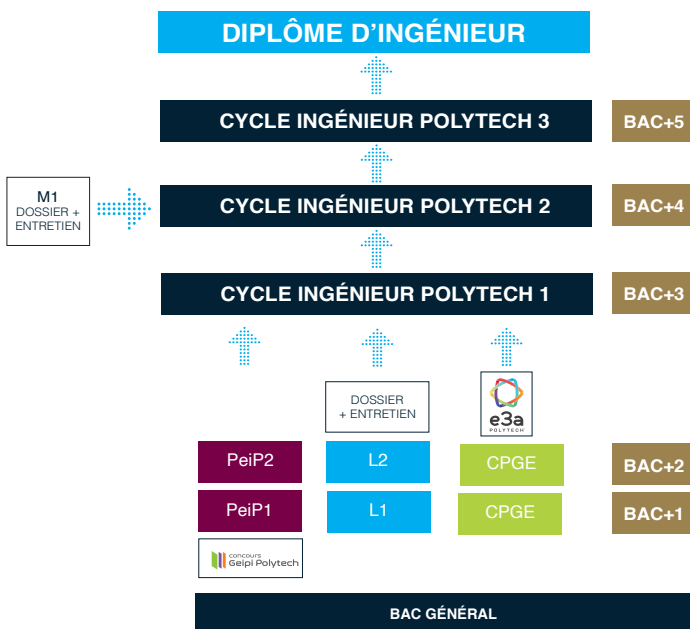 DIPLÔME D'INGÉNIEUR
CYCLE INGÉNIEUR POLYTECH 3
BAC+5
M1
DOSSIER +
ENTRETIEN
CYCLE INGÉNIEUR POLYTECH 2
BAC+4
CYCLE INGÉNIEUR POLYTECH 1
BAC+3
DOSSIER
+ ENTRETIEN
e3a
POLYTECH
PeiP2
L2
CPGE
BAC+2
PeiP1
L1
CPGE
BAC+1
concours
Geipi Polytech
BAC GÉNÉRAL